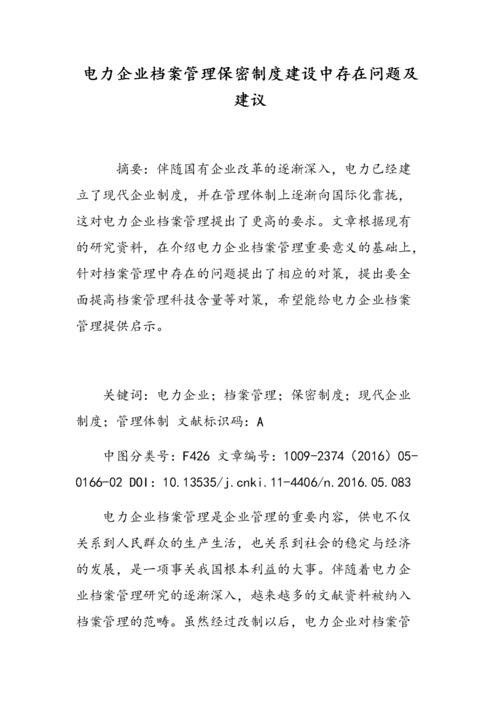 电力企业档案管理保密制度建设中存在问题及
建议
摘要：伴随国有企业改革的逐渐深入，电力已经建
立了现代企业制度，并在管理体制上逐渐向国际化靠拢，
这对电力企业档案管理提出了更高的要求。文章根据现有
的研究资料，在介绍电力企业档案管理重要意义的基础上，
针对档案管理中存在的问题提出了相应的对策，提出要全
面提高档案管理科技含量等对策，希望能给电力企业档案
管理提供启示。
关键词：电力企业；档案管理；保密制度；现代企业
制度；管理体制 文献标识码：A
中图分类号：F426 文章编号：1009-2374（2016）05-
0166-02 DOI：10.13535/j.cnki.11-4406/n.2016.05.083
电力企业档案管理是企业管理的重要内容，供电不仅
关系到人民群众的生产生活，也关系到社会的稳定与经济
的发展，是一项事关我国根本利益的大事。伴随着电力企
业档案管理研究的逐渐深入，越来越多的文献资料被纳入
档案管理的范畴。虽然经过改制以后，电力企业对档案管